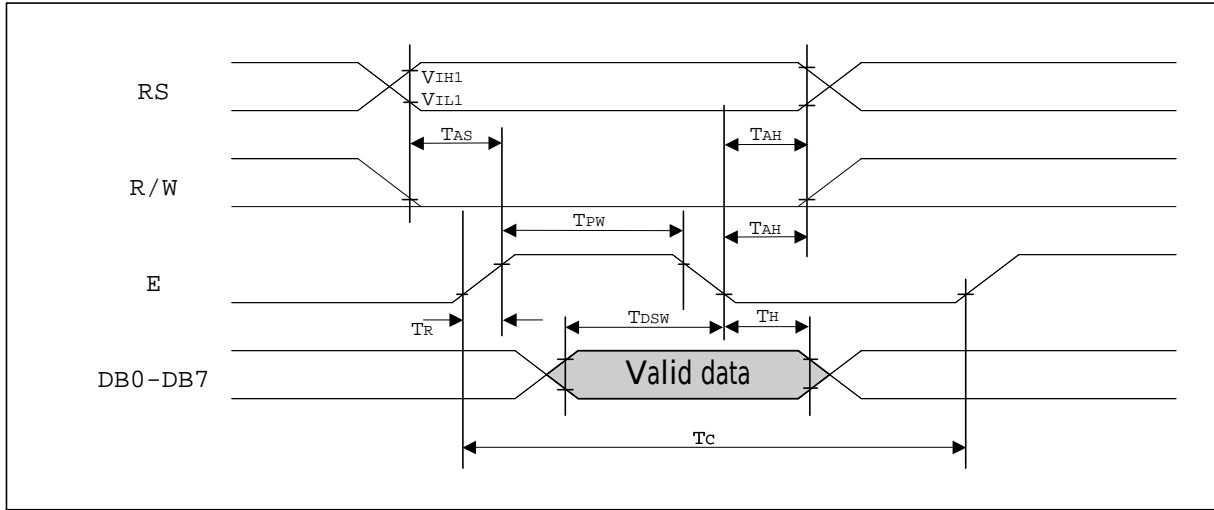 RS
VIH1
VIL1
TAS
TAH
R/W
TPW
TAH
E
TR
TDSW
TH
DB0-DB7
Valid data
TC